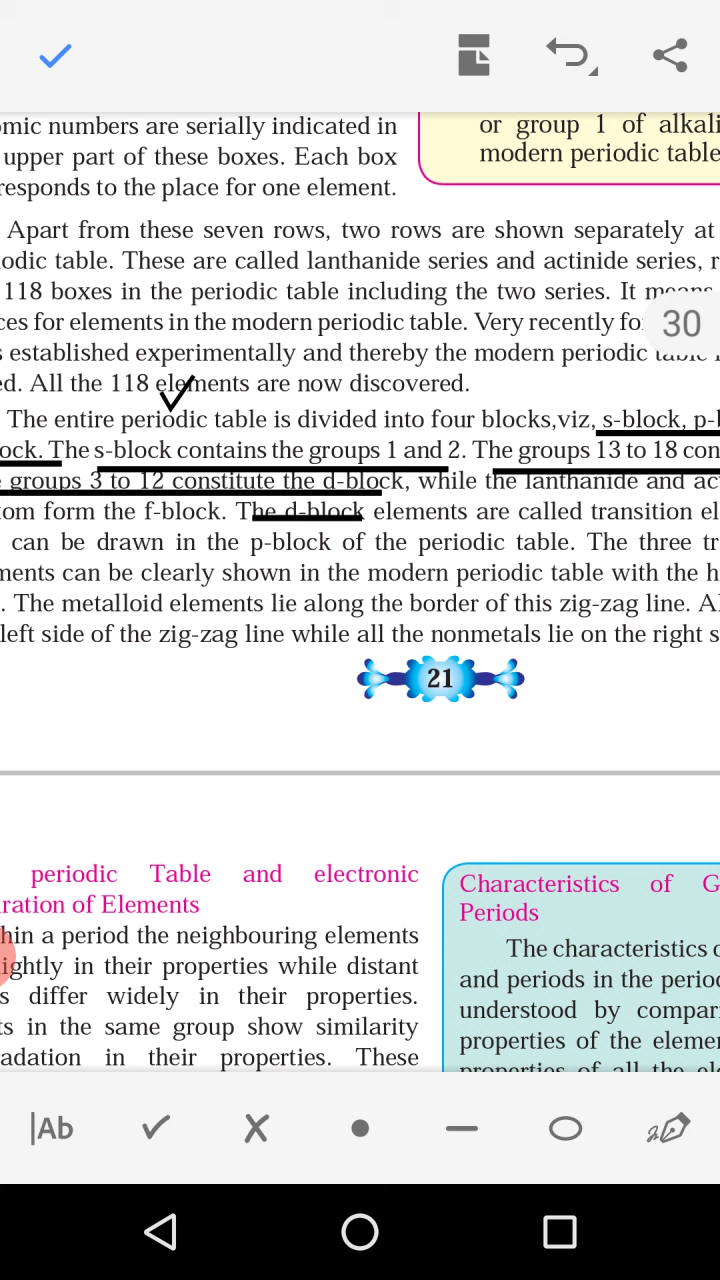 omic numbers are serially indicated in
upper part of these boxes. Each box
responds to the place for one element.
or group 1 of alkali
modern periodic table
Apart from these seven rows, two rows are shown separately at
iodic table. These are called lanthanide series and actinide series, r
118 boxes in the periodic table including the two series. It means
ces for elements in the modern periodic table. Very recently fo
30
s established experimentally and thereby the modern periodic table
ed. All the 118 elements are now discovered.
The entire periodic table is divided into four blocks,viz, s-block, p-b
ock. The s-block contains the groups 1 and 2. The groups 13 to 18 con
e groups 3 to 12 constitute the d-block, while the lanthanide and ac
tom form the f-block. The d-block elements are called transition el
can be drawn in the p-block of the periodic table. The three tr
ments can be clearly shown in the modern periodic table with the h
. The metalloid elements lie along the border of this zig-zag line. Al
left side of the zig-zag line while all the nonmetals lie on the right s
21
periodic Table and electronic
ration of Elements
hin a period the neighbouring elements
lightly in their properties while distant
s differ widely in their properties.
ts in the same group show similarity
adation in their properties. These
Characteristics of G
Periods
The characteristics o
and periods in the period
understood by compari
properties of the elemen
properties of all the ele
Ab